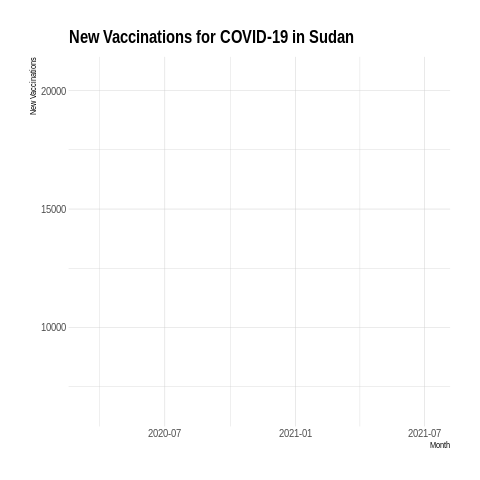 New Vaccinations for COVID-19 in Sudan
New Vaccinations
20000
15000
10000
2020-07 2021-01 2021-07
Month